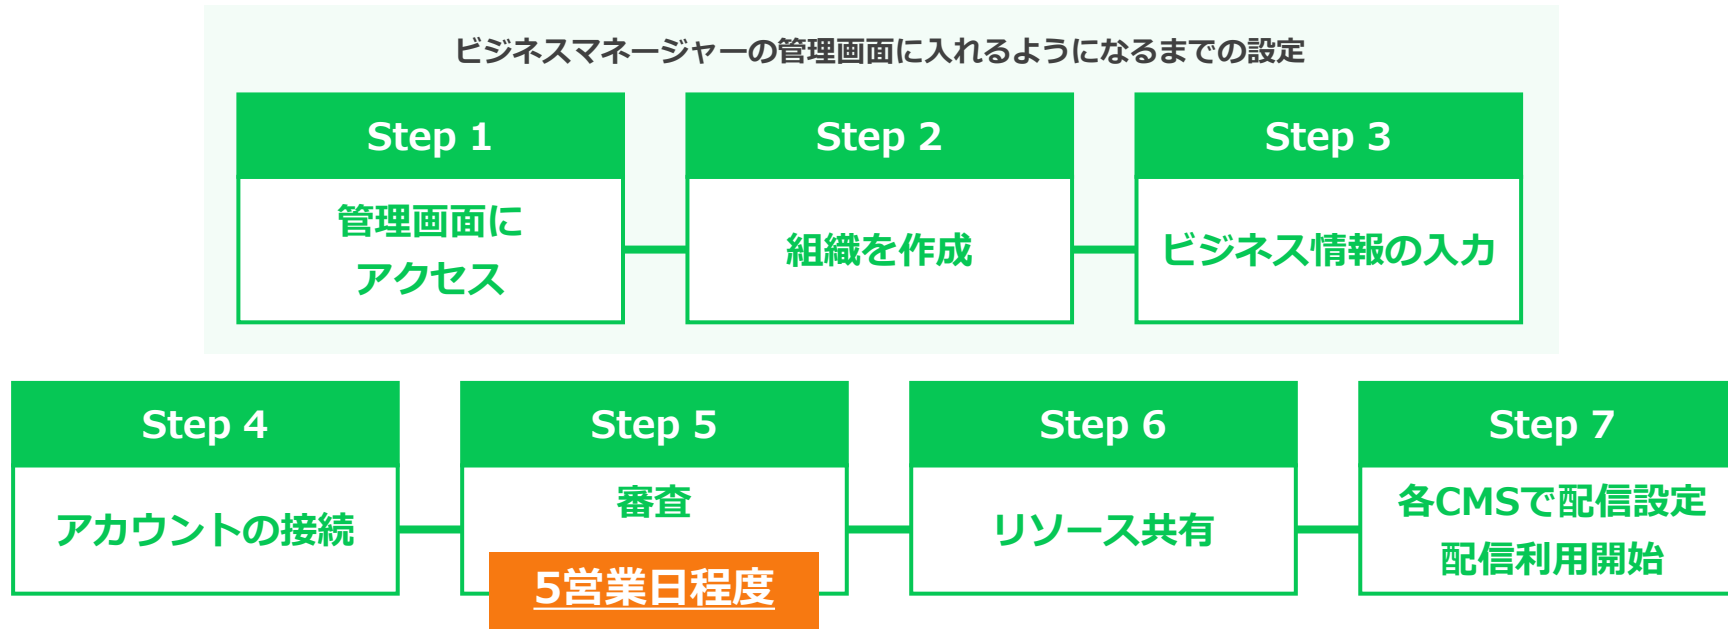 ビジネスマネージャーの管理画面に入れるようになるまでの設定
Step 1
管理画面に
アクセス
Step 2
組織を作成
Step 3
ビジネス情報の入力
Step 4
アカウントの接続
Step 5
審査
5営業日程度
Step 6
リソース共有
Step 7
各CMSで配信設定
配信利用開始